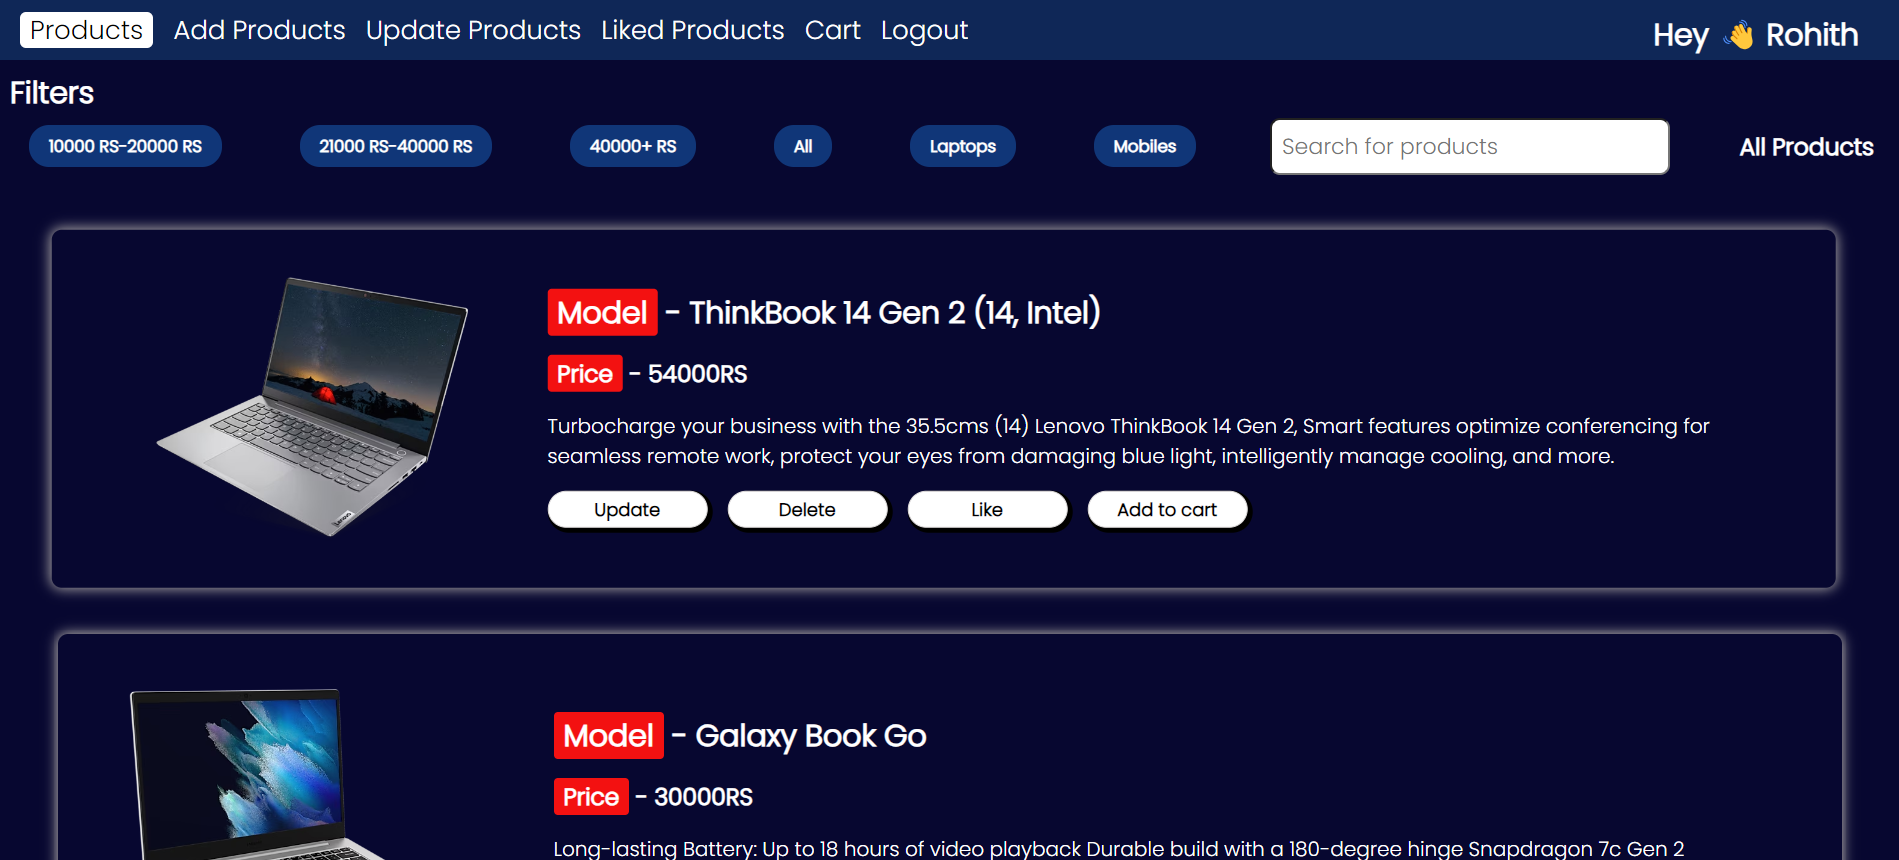 Products Add Products Update Products Liked Products Cart Logout Hey 👋 Rohith
Filters
10000 RS-20000 RS 21000 RS-40000 RS 40000+ RS All Laptops Mobiles Search for products All Products
Model - ThinkBook 14 Gen 2 (14, Intel)
Price - 54000RS
Turbocharge your business with the 35.5cms (14) Lenovo ThinkBook 14 Gen 2, Smart features optimize conferencing for
seamless remote work, protect your eyes from damaging blue light, intelligently manage cooling, and more.
Update Delete Like Add to cart
Lenovo
Model - Galaxy Book Go
Price - 30000RS
Long-lasting Battery: Up to 18 hours of video playback Durable build with a 180-degree hinge Snapdragon 7c Gen 2